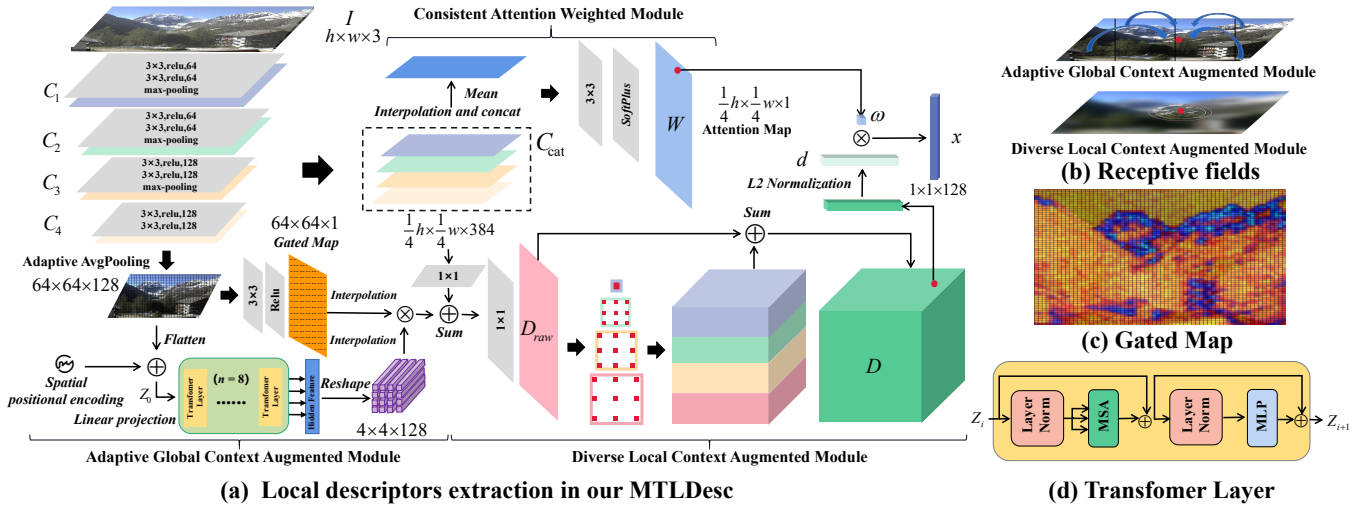 I
h×w×3
Consistent Attention Weighted Module
C1
3×3,relu,64
3×3,relu,64
max-pooling
C2
3×3,relu,64
3×3,relu,64
max-pooling
C3
3×3,relu,128
3×3,relu,128
max-pooling
C4
3×3,relu,128
3×3,relu,128
Mean
Interpolation and concat
Ccat
1/4 h×1/4 w×384
3×3
SoftPlus
W
1/4 h×1/4 w×1
Attention Map
ω
⊗
x
d
L2 Normalization
1×1×128
Adaptive AvgPooling
64×64×128
64×64×1
Gated Map
3×3
Relu
Interpolation
Interpolation
1×1
Sum
1×1
Draw
Sum
D
Flatten
Spatial
positional encoding
Z0
Linear projection
Transfomer
Layer
(n=8)
......
Transfomer
Layer
Hidden Feature
Reshape
4×4×128
Adaptive Global Context Augmented Module
Diverse Local Context Augmented Module
(a) Local descriptors extraction in our MTLDesc
Adaptive Global Context Augmented Module
Diverse Local Context Augmented Module
(b) Receptive fields
(c) Gated Map
Zi
Layer
Norm
MSA
Layer
Norm
MLP
Zi+1
(d) Transfomer Layer